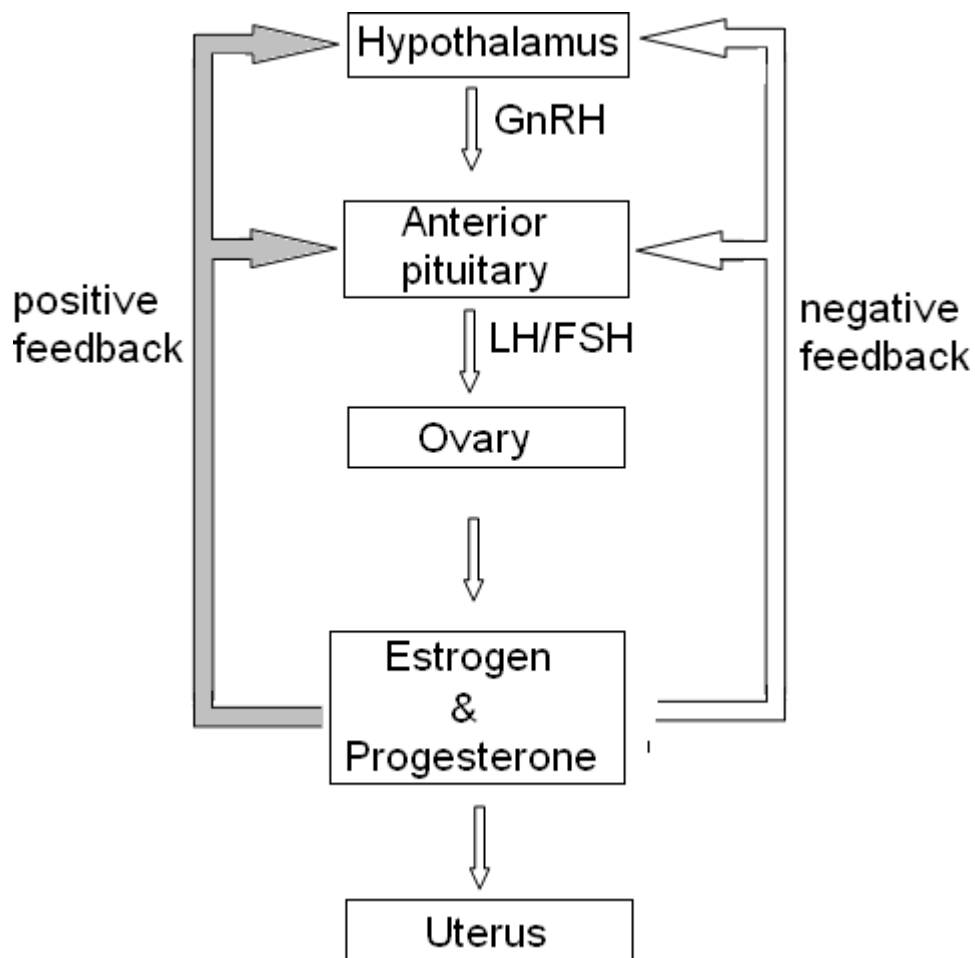 Hypothalamus
GnRH
Anterior
pituitary
positive
feedback
negative
feedback
LH/FSH
Ovary
Estrogen
&
Progesterone
Uterus